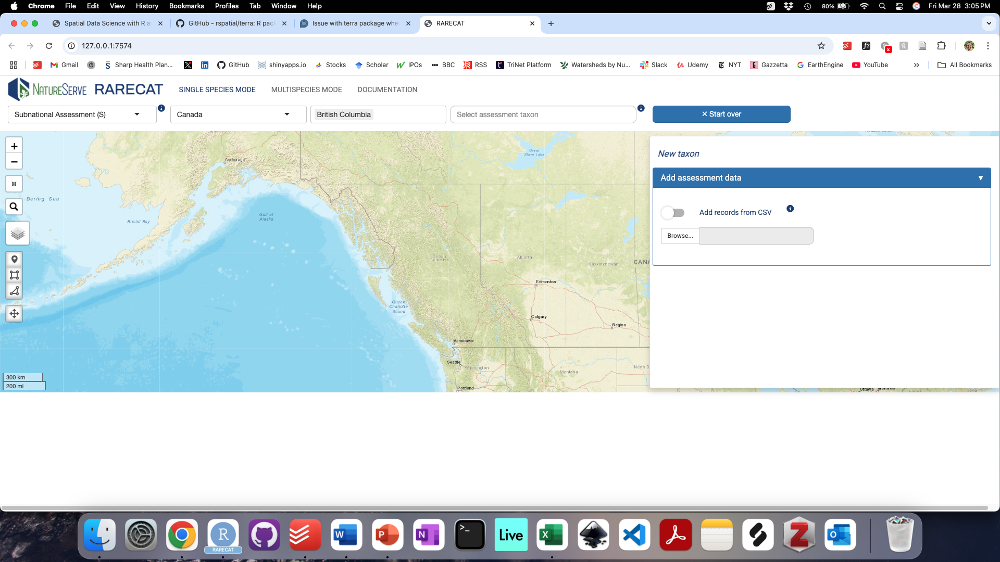 Chrome File Edit View History Bookmarks Profiles Tab Window Help 80% Fri Mar 28 3:05 PM
Spatial Data Science with R a GitHub - rspatial/terra: R pac Issue with terra package whe RARECAT
127.0.0.1:7574
Gmail Sharp Health Plan... GitHub shinyapps.io Stocks Scholar IPOs BBC RSS TriNet Platform Watersheds by Nu... Slack Udemy NYT Gazzetta EarthEngine YouTube All Bookmarks
NATURESERVE RARECAT SINGLE SPECIES MODE MULTISPECIES MODE DOCUMENTATION
Subnational Assessment (S) Canada British Columbia Select assessment taxon × Start over
+
−
Anchorage
Great
Slave Lake
Bering Sea
Gulf of
Alaska
Bristol Bay
British
Columbia
Alberta
Saskatchewan
CANA
Edmonton
Queen
Charlotte
Sound
Calgary
Regina
Vancouver
Seattle
Washington
Montana
North D
Portland
Ottawa
300 km
200 mi
New taxon
Add assessment data
Add records from CSV
Browse...
R
RARECAT
W
P
N
>_
Live
X
Z
O